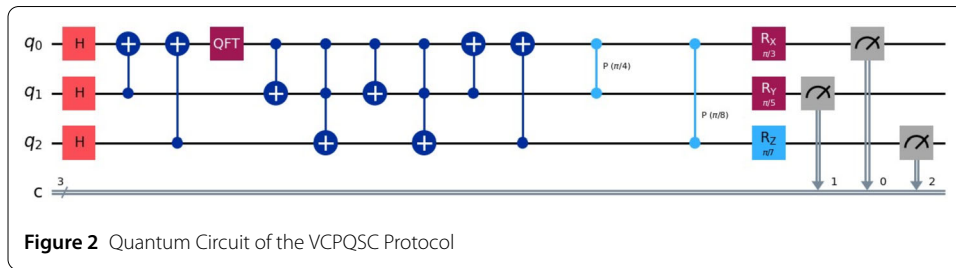 q0 H QFT Rx π/3
P (π/4)
q1 H RY π/5
P (π/8)
q2 H RZ π/7
3
c 1 0 2
Figure 2 Quantum Circuit of the VCPQSC Protocol